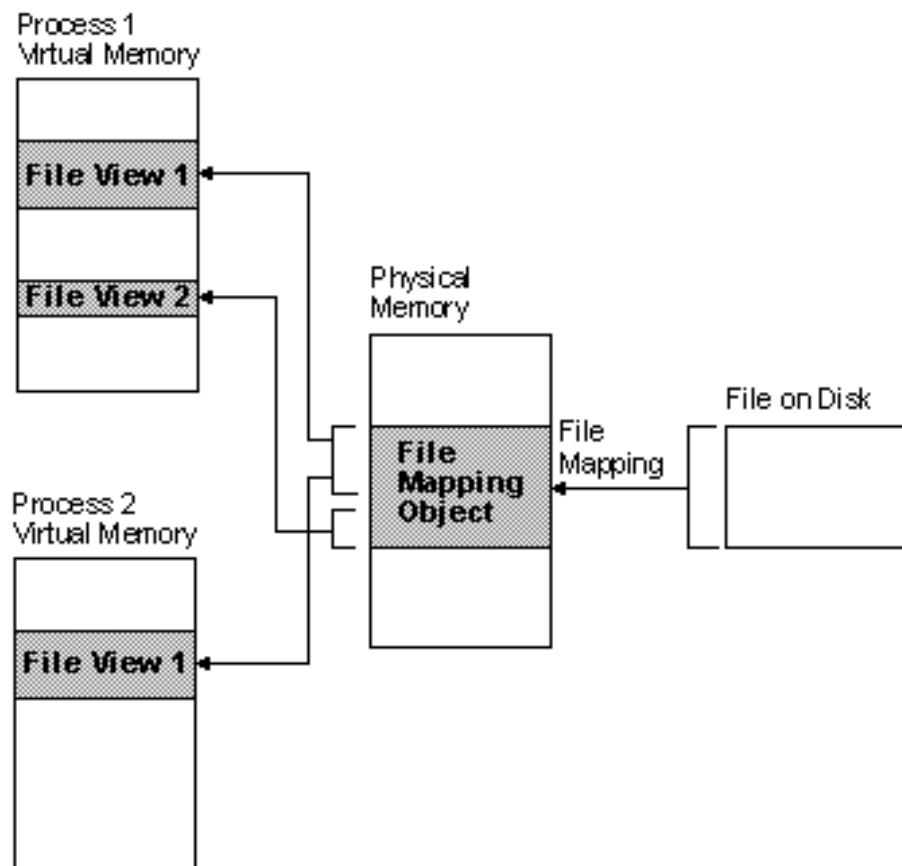 Process 1
Virtual Memory
File View 1
File View 2
Physical
Memory
File
Mapping
Object
File
Mapping
File on Disk
Process 2
Virtual Memory
File View 1